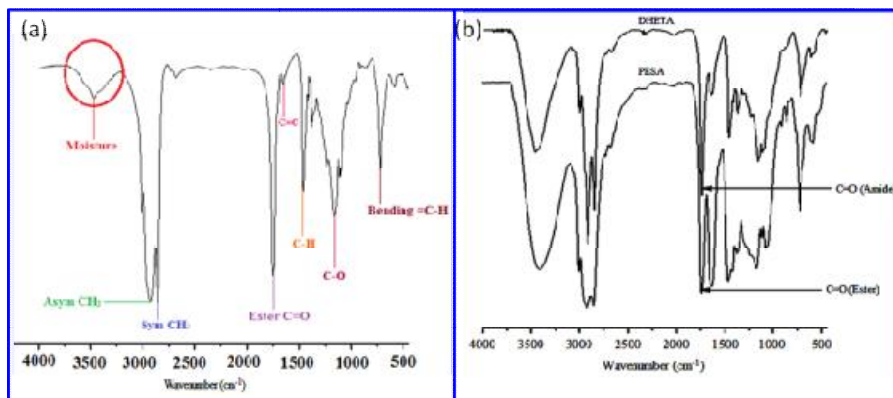 (a)
Moisture
C=C
Bending =C-H
C-H
C-O
Asym CH₂
Sym CH₂
Ester C=O
4000 3500 3000 2500 2000 1500 1000 500
Wavenumber (cm⁻¹)
(b)
DHETA
PESA
C=O (Amide
C=O (Ester)
4000 3500 3000 2500 2000 1500 1000 500
Wavenumber (cm⁻¹)